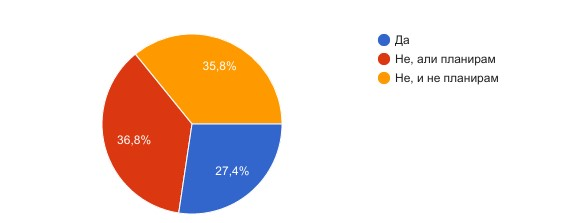 Да
Не, али планирам
Не, и не планирам
35,8%
36,8%
27,4%